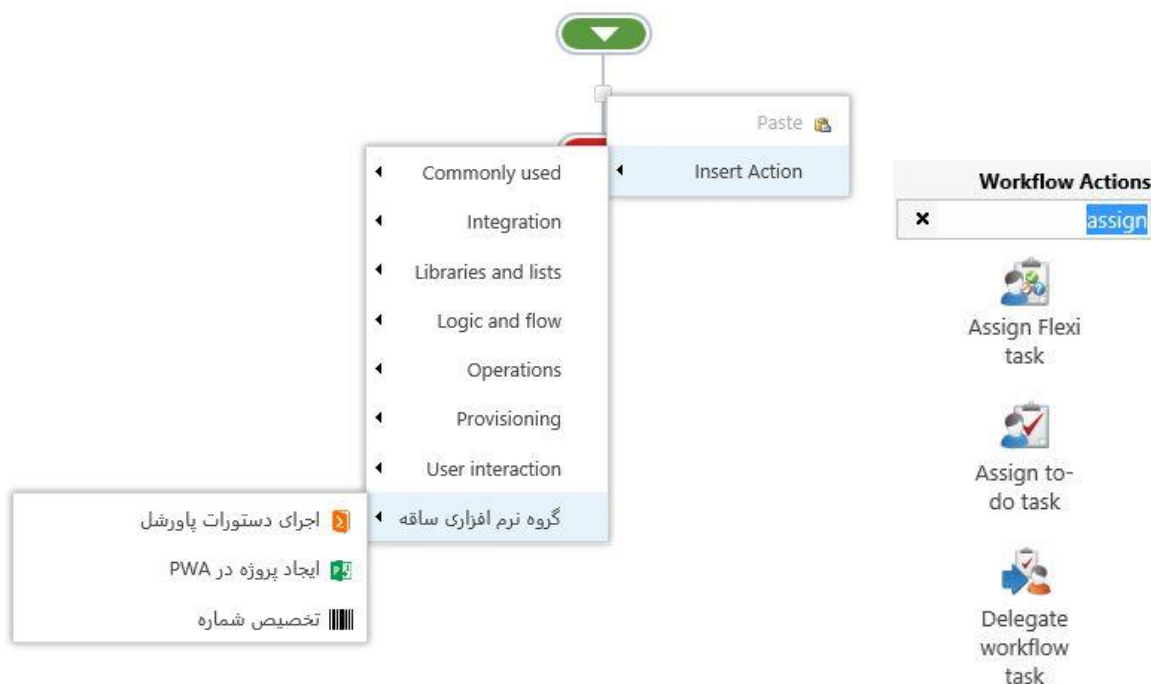 Paste
Insert Action
Commonly used
Integration
Libraries and lists
Logic and flow
Operations
Provisioning
User interaction
گروه نرم افزاری ساقه
اجرای دستورات پاورشل
ایجاد پروژه در PWA
تخصیص شماره
Workflow Actions
assign
Assign Flexi
task
Assign to-
do task
Delegate
workflow
task